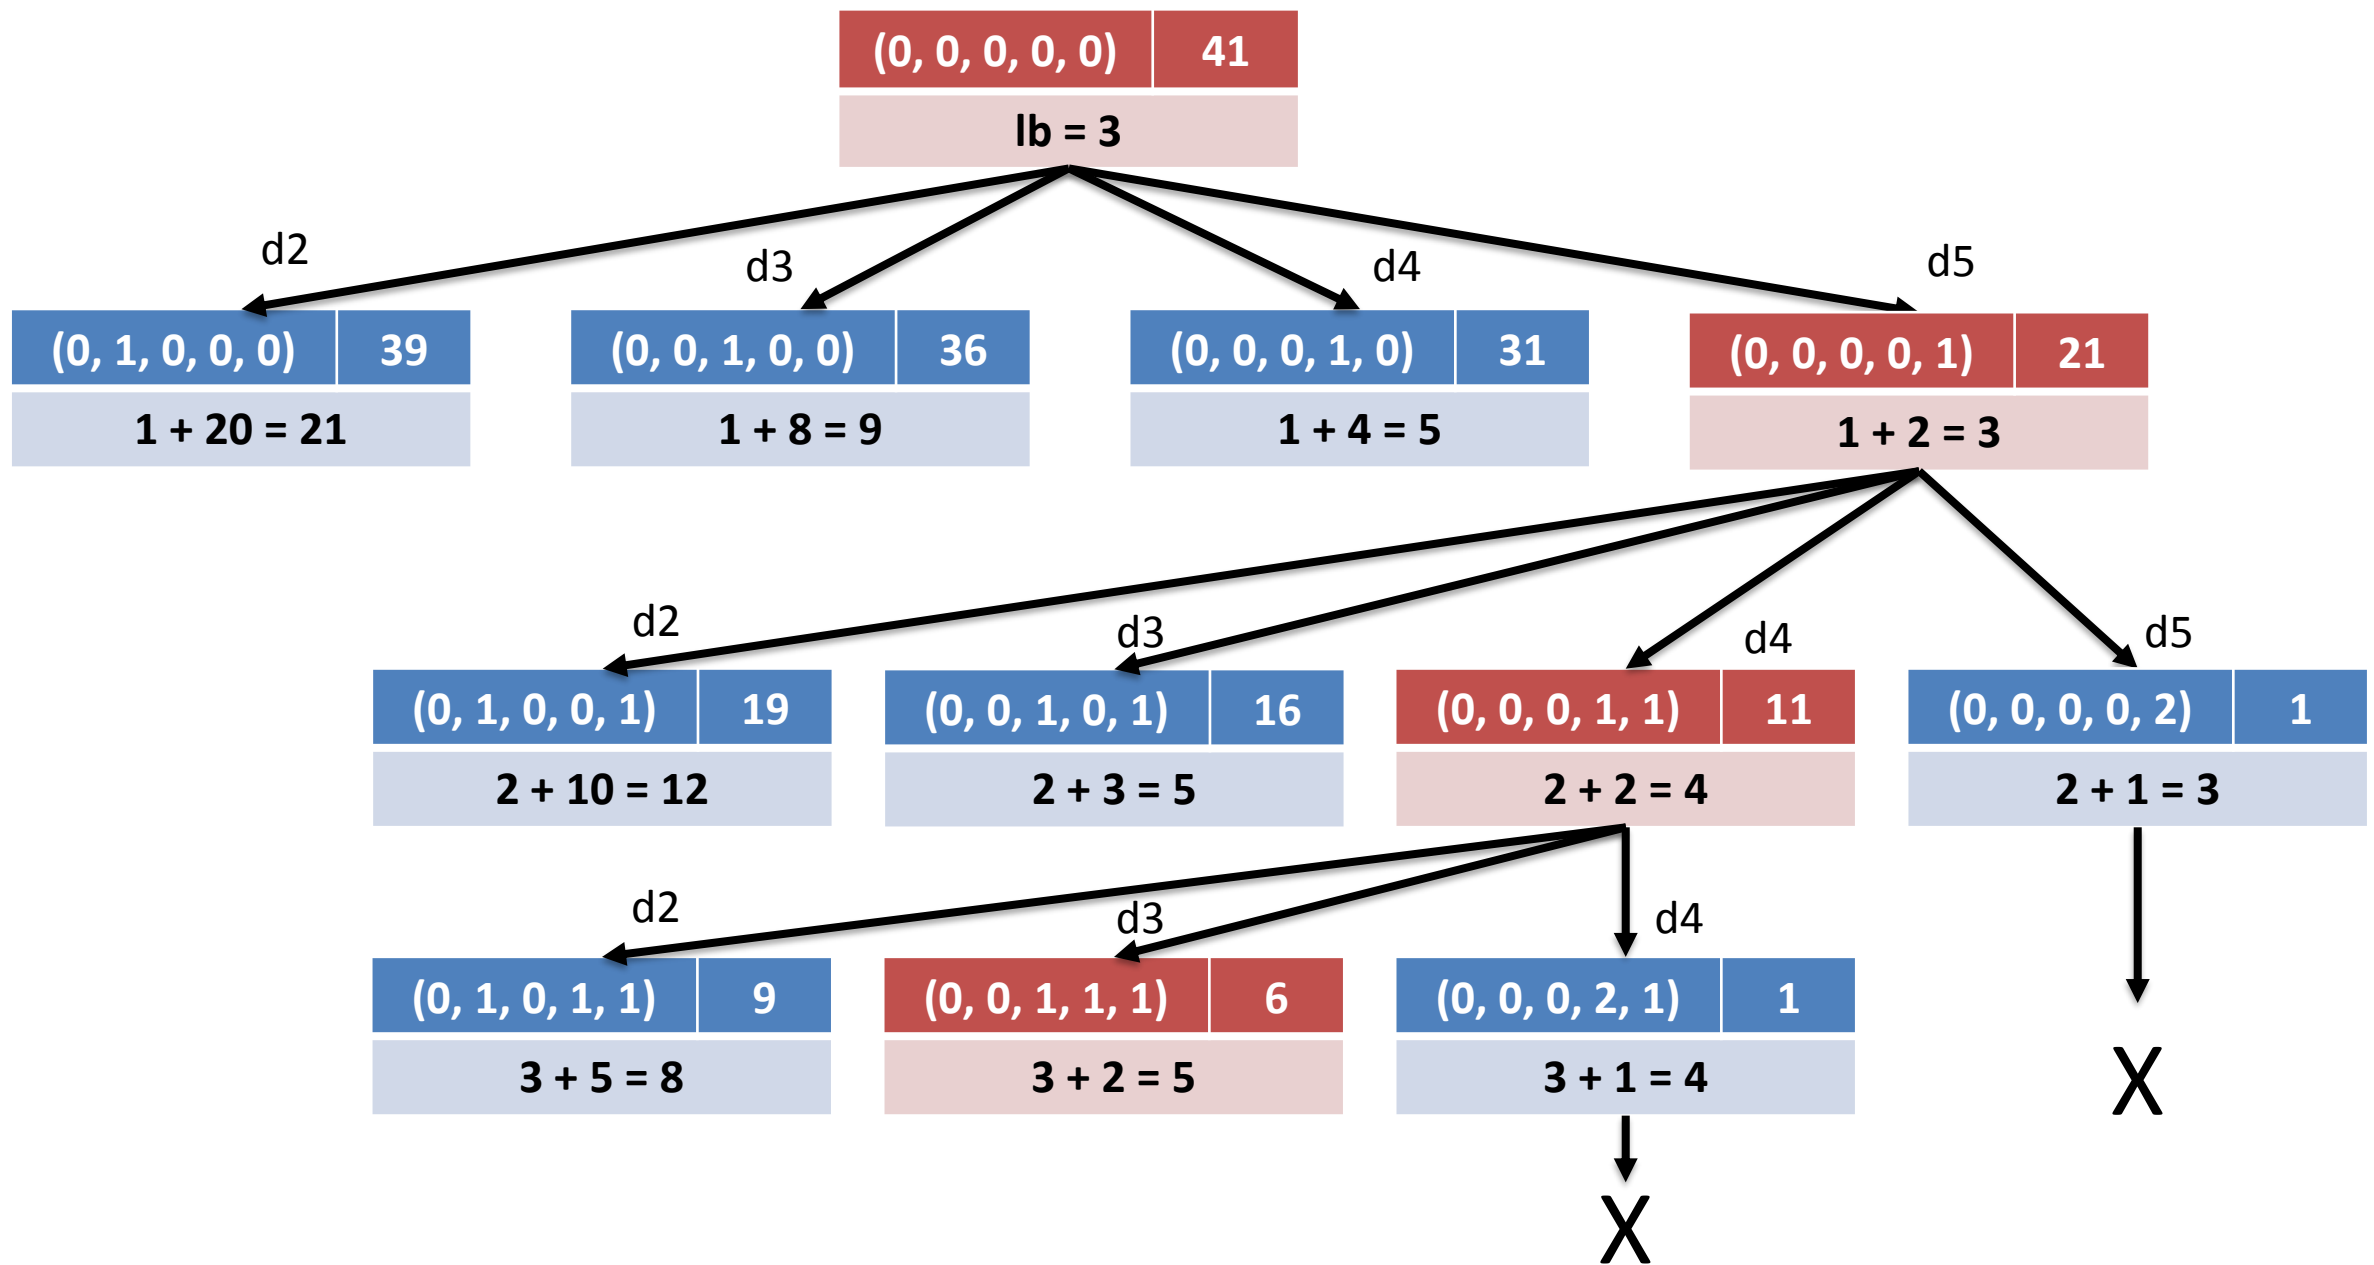 (0, 0, 0, 0, 0) 41
lb = 3
d2 d3 d4 d5
(0, 1, 0, 0, 0) 39 (0, 0, 1, 0, 0) 36 (0, 0, 0, 1, 0) 31 (0, 0, 0, 0, 1) 21
1 + 20 = 21 1 + 8 = 9 1 + 4 = 5 1 + 2 = 3
d2 d3 d4 d5
(0, 1, 0, 0, 1) 19 (0, 0, 1, 0, 1) 16 (0, 0, 0, 1, 1) 11 (0, 0, 0, 0, 2) 1
2 + 10 = 12 2 + 3 = 5 2 + 2 = 4 2 + 1 = 3
d2 d3 d4
(0, 1, 0, 1, 1) 9 (0, 0, 1, 1, 1) 6 (0, 0, 0, 2, 1) 1
3 + 5 = 8 3 + 2 = 5 3 + 1 = 4 X
X